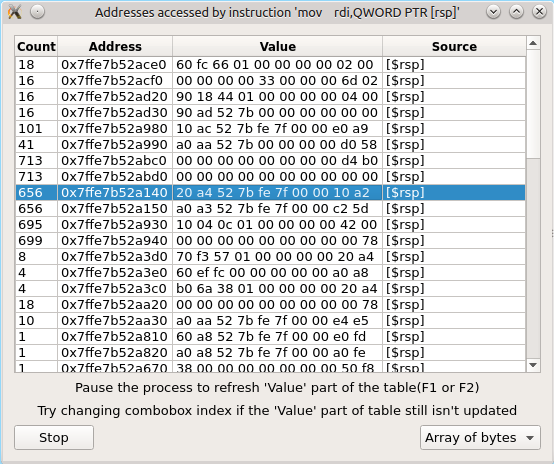 Addresses accessed by instruction 'mov    rdi,QWORD PTR [rsp]'
Count Address Value Source
18 0x7ffe7b52ace0 60 fc 66 01 00 00 00 00 02 00 [$rsp]
16 0x7ffe7b52acf0 00 00 00 00 33 00 00 00 6d 02 [$rsp]
16 0x7ffe7b52ad20 90 18 44 01 00 00 00 00 04 00 [$rsp]
16 0x7ffe7b52ad30 90 ad 52 7b 00 00 00 00 00 00 [$rsp]
101 0x7ffe7b52a980 10 ac 52 7b fe 7f 00 00 e0 a9 [$rsp]
41 0x7ffe7b52a990 a0 aa 52 7b 00 00 00 00 d0 58 [$rsp]
713 0x7ffe7b52abc0 00 00 00 00 00 00 00 00 d4 b0 [$rsp]
713 0x7ffe7b52abd0 00 00 00 00 00 00 00 00 00 00 [$rsp]
656 0x7ffe7b52a140 20 a4 52 7b fe 7f 00 00 10 a2 [$rsp]
656 0x7ffe7b52a150 a0 a3 52 7b fe 7f 00 00 c2 5d [$rsp]
695 0x7ffe7b52a930 10 04 0c 01 00 00 00 00 42 00 [$rsp]
699 0x7ffe7b52a940 00 00 00 00 00 00 00 00 00 78 [$rsp]
8 0x7ffe7b52a3d0 70 f3 57 01 00 00 00 00 20 a4 [$rsp]
4 0x7ffe7b52a3e0 60 ef fc 00 00 00 00 00 a0 a8 [$rsp]
4 0x7ffe7b52a3c0 b0 6a 38 01 00 00 00 00 20 a4 [$rsp]
18 0x7ffe7b52aa20 00 00 00 00 00 00 00 00 00 78 [$rsp]
10 0x7ffe7b52aa30 a0 aa 52 7b fe 7f 00 00 e4 e5 [$rsp]
1 0x7ffe7b52a810 60 a8 52 7b fe 7f 00 00 e0 fd [$rsp]
1 0x7ffe7b52a820 a0 a8 52 7b fe 7f 00 00 a0 fe [$rsp]
1 0x7ffe7b52a670 38 00 00 00 00 00 00 00 50 f8 [$rsp]
Pause the process to refresh 'Value' part of the table(F1 or F2)
Try changing combobox index if the 'Value' part of table still isn't updated
Stop
Array of bytes